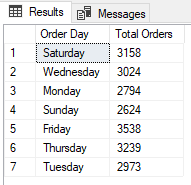 Results Messages
Order Day Total Orders
1 Saturday 3158
2 Wednesday 3024
3 Monday 2794
4 Sunday 2624
5 Friday 3538
6 Thursday 3239
7 Tuesday 2973